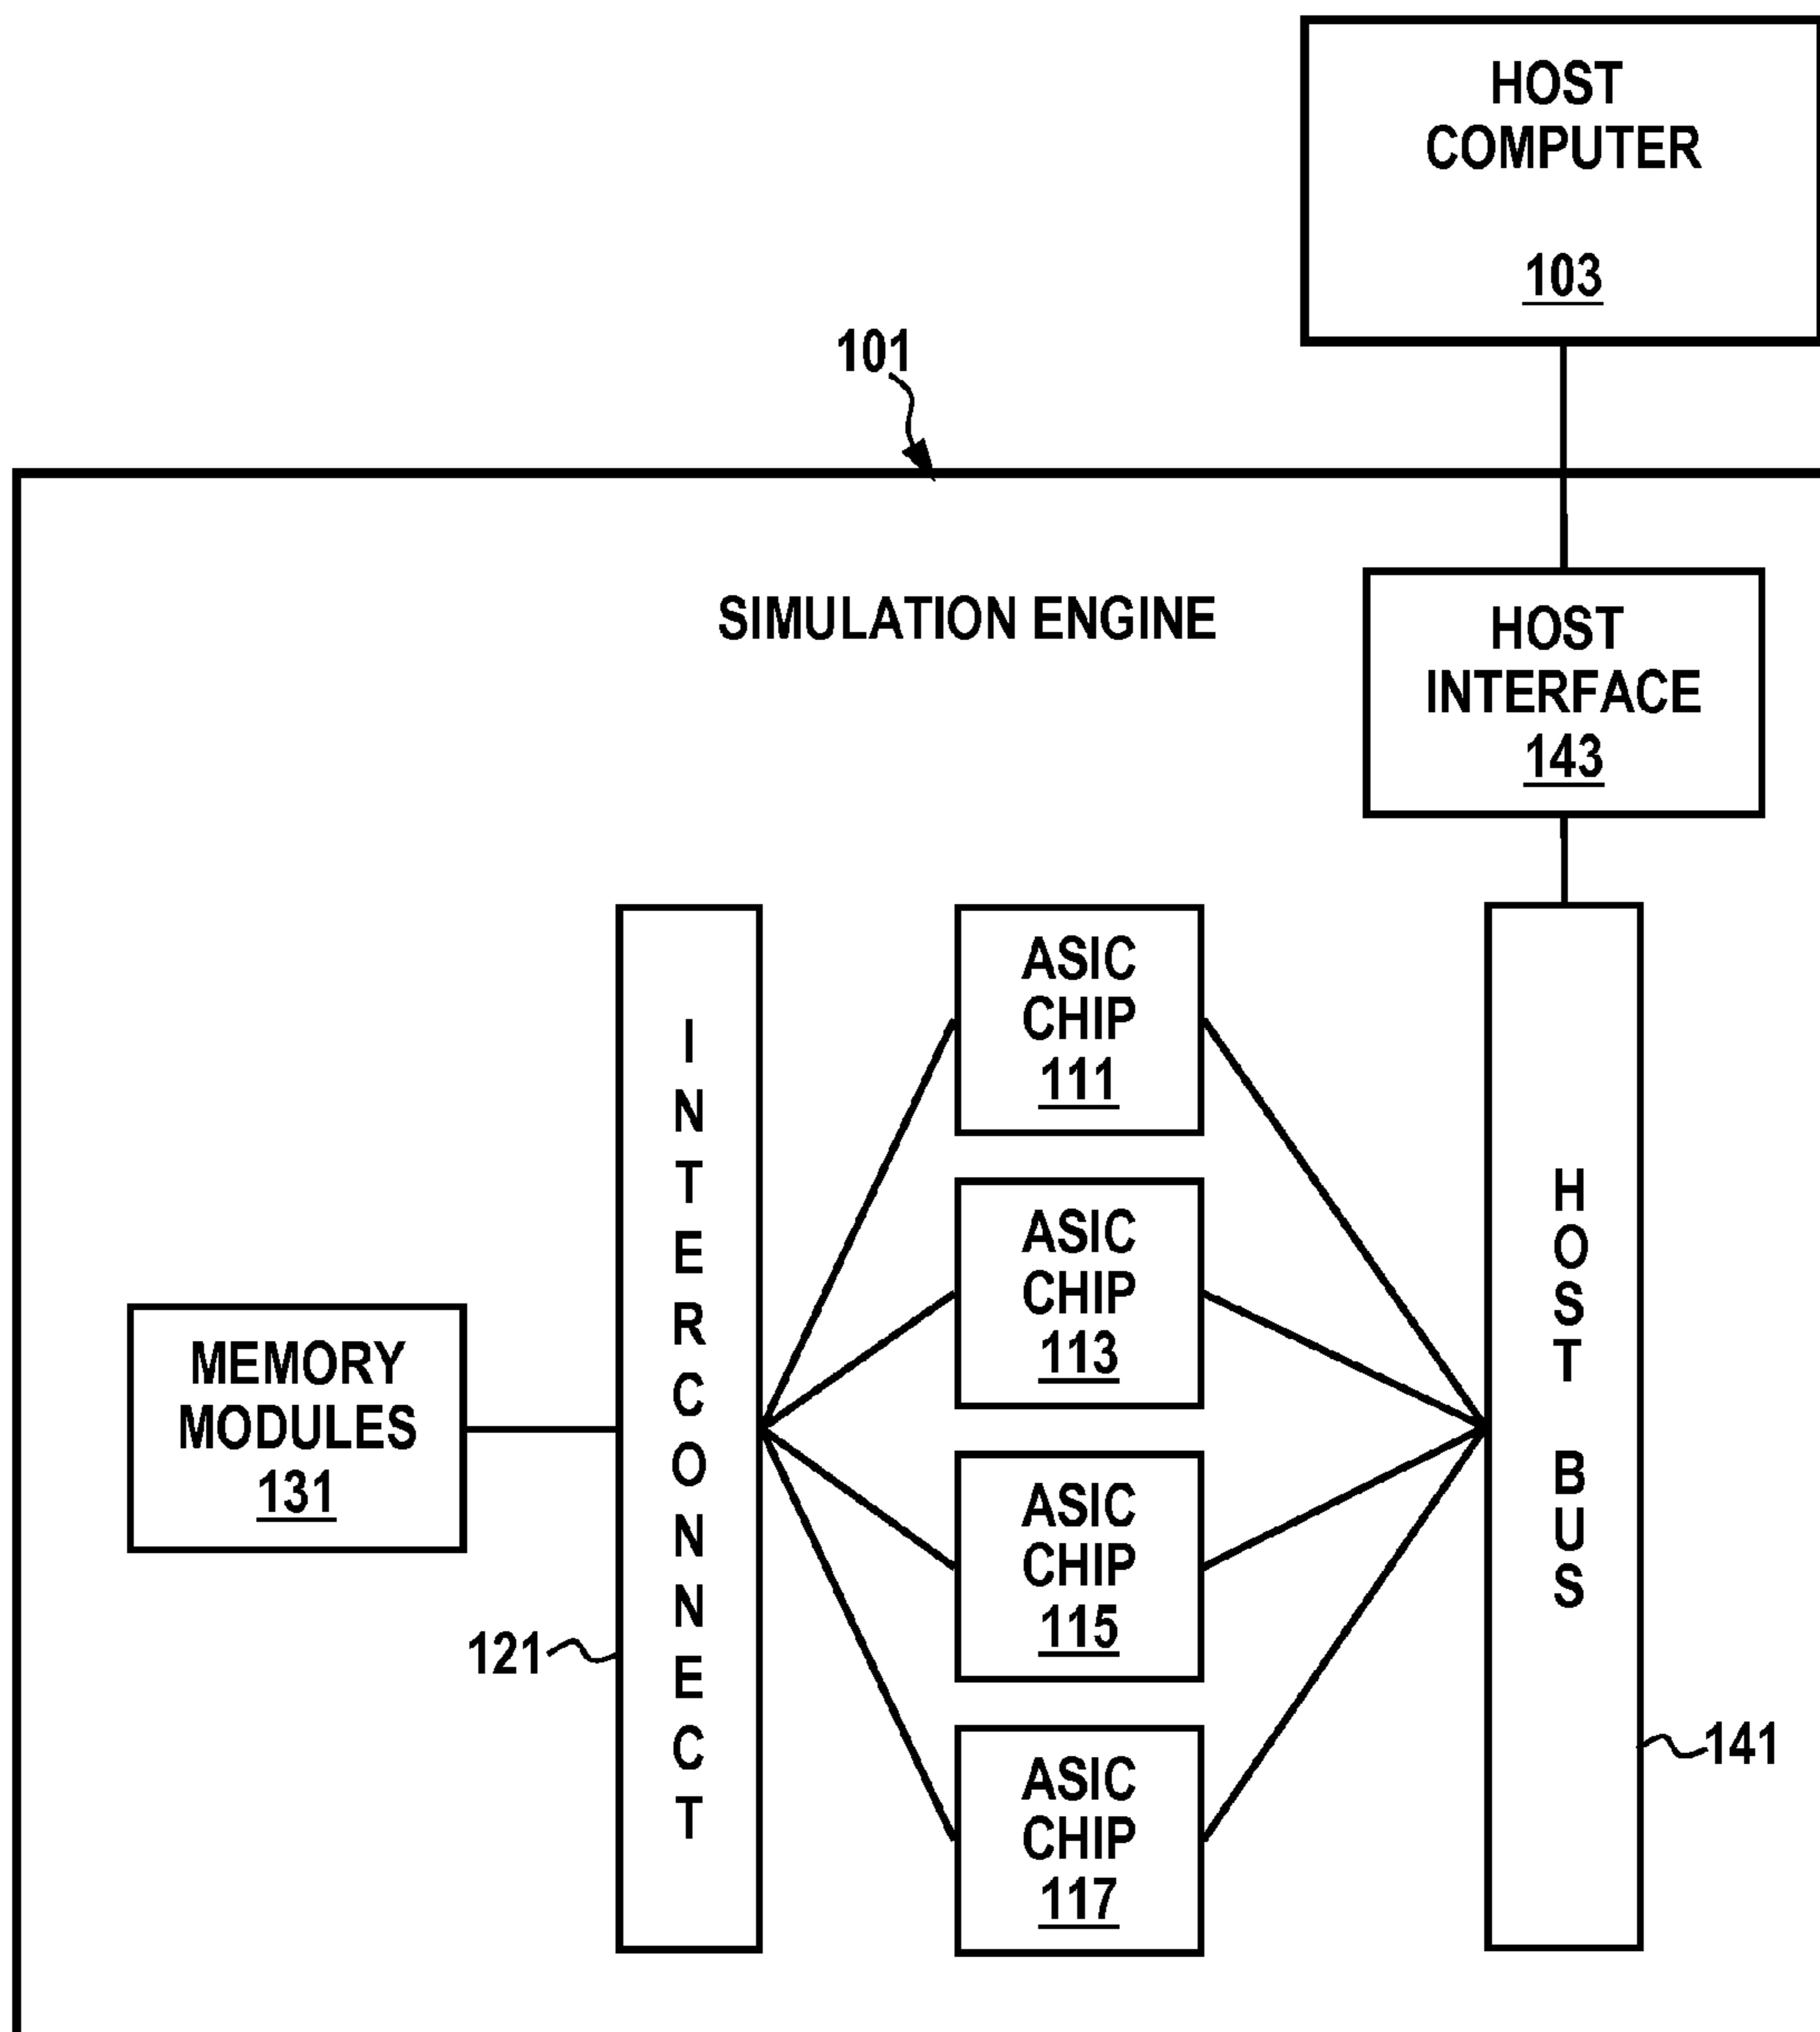 HOST
COMPUTER
103
101
SIMULATION ENGINE
HOST
INTERFACE
143
INTERCONNECT
121
MEMORY
MODULES
131
ASIC
CHIP
111
ASIC
CHIP
113
ASIC
CHIP
115
ASIC
CHIP
117
HOST BUS
141